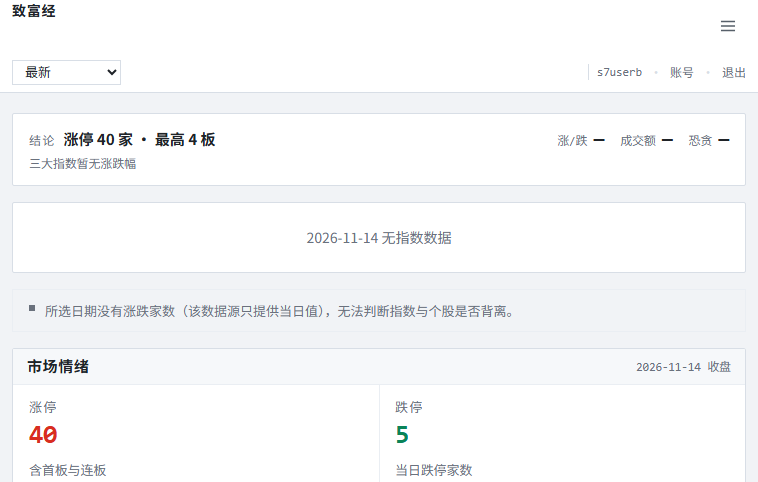 致富经
最新
s7userb • 账号 • 退出
结论 涨停 40 家 · 最高 4 板
涨/跌 — 成交额 — 恐贪 —
三大指数暂无涨跌幅
2026-11-14 无指数数据
所选日期没有涨跌家数（该数据源只提供当日值），无法判断指数与个股是否背离。
市场情绪
2026-11-14 收盘
涨停
40
含首板与连板
跌停
5
当日跌停家数